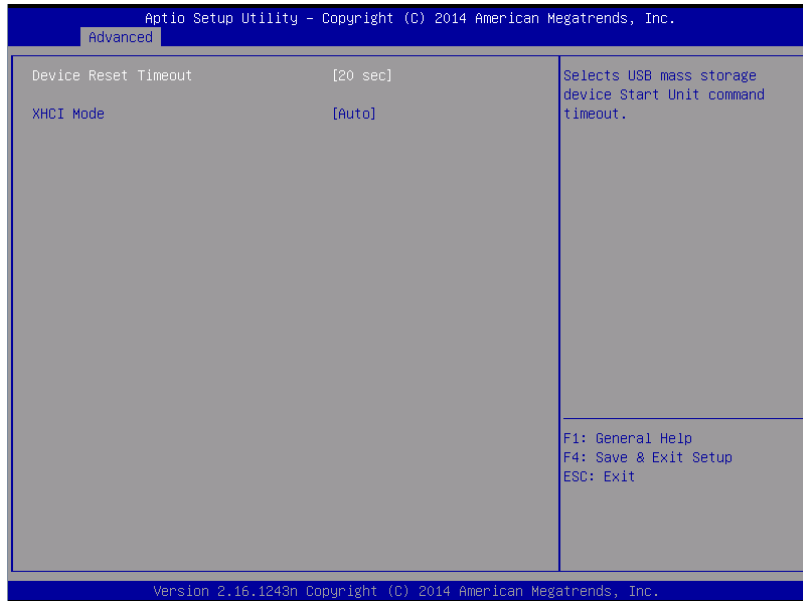 Aptio Setup Utility – Copyright (C) 2014 American Megatrends, Inc.
Advanced
Device Reset Timeout [20 sec]
XHCI Mode [Auto]
Selects USB mass storage
device Start Unit command
timeout.
F1: General Help
F4: Save & Exit Setup
ESC: Exit
Version 2.16.1243n Copyright (C) 2014 American Megatrends, Inc.